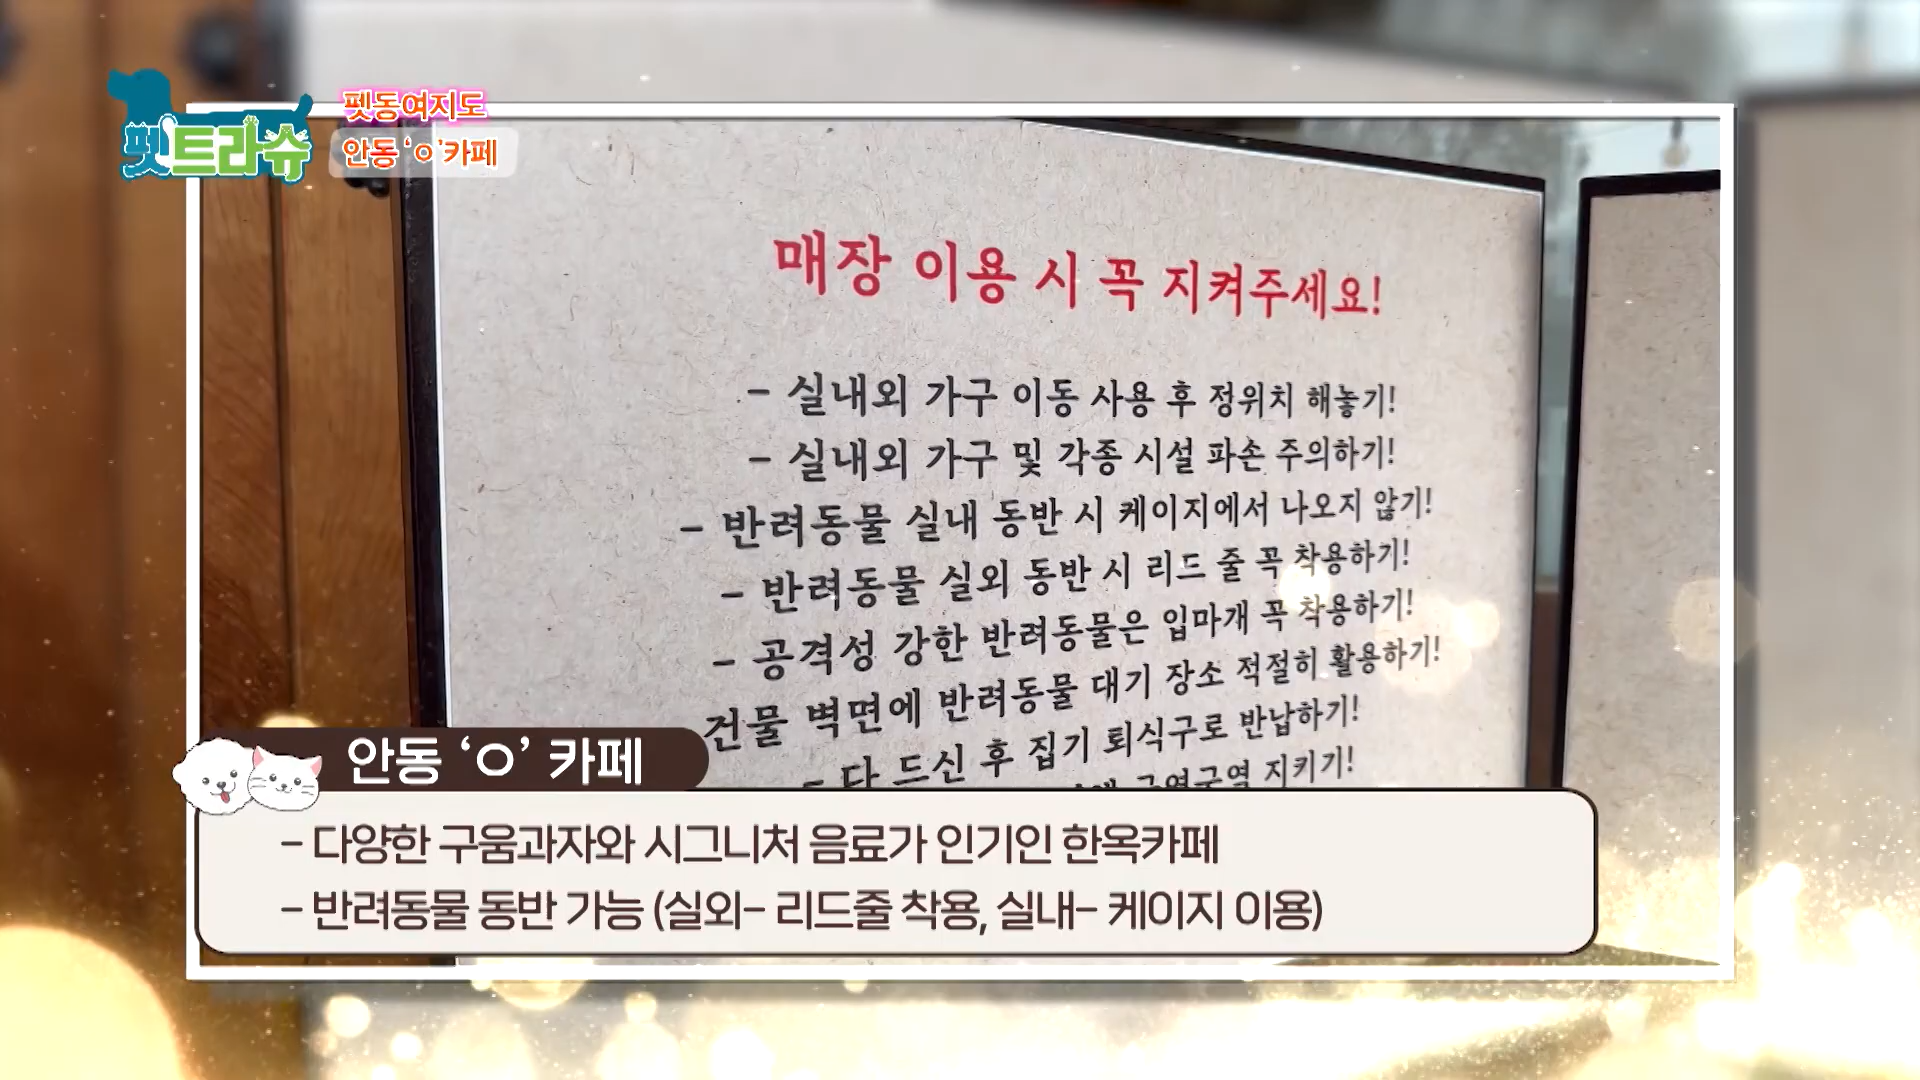 펫트라슈
펫동여지도
안동 ‘ㅇ’카페
매장 이용 시 꼭 지켜주세요!
- 실내외 가구 이동 사용 후 정위치 해놓기!
- 실내외 가구 및 각종 시설 파손 주의하기!
- 반려동물 실내 동반 시 케이지에서 나오지 않기!
- 반려동물 실외 동반 시 리드 줄 꼭 착용하기!
- 공격성 강한 반려동물은 입마개 꼭 착용하기!
건물 벽면에 반려동물 대기 장소 적절히 활용하기!
- 다 드신 후 집기 퇴식구로 반납하기!
금연구역 지키기!
안동 ‘ㅇ’ 카페
- 다양한 구움과자와 시그니처 음료가 인기인 한옥카페
- 반려동물 동반 가능 (실외- 리드줄 착용, 실내- 케이지 이용)